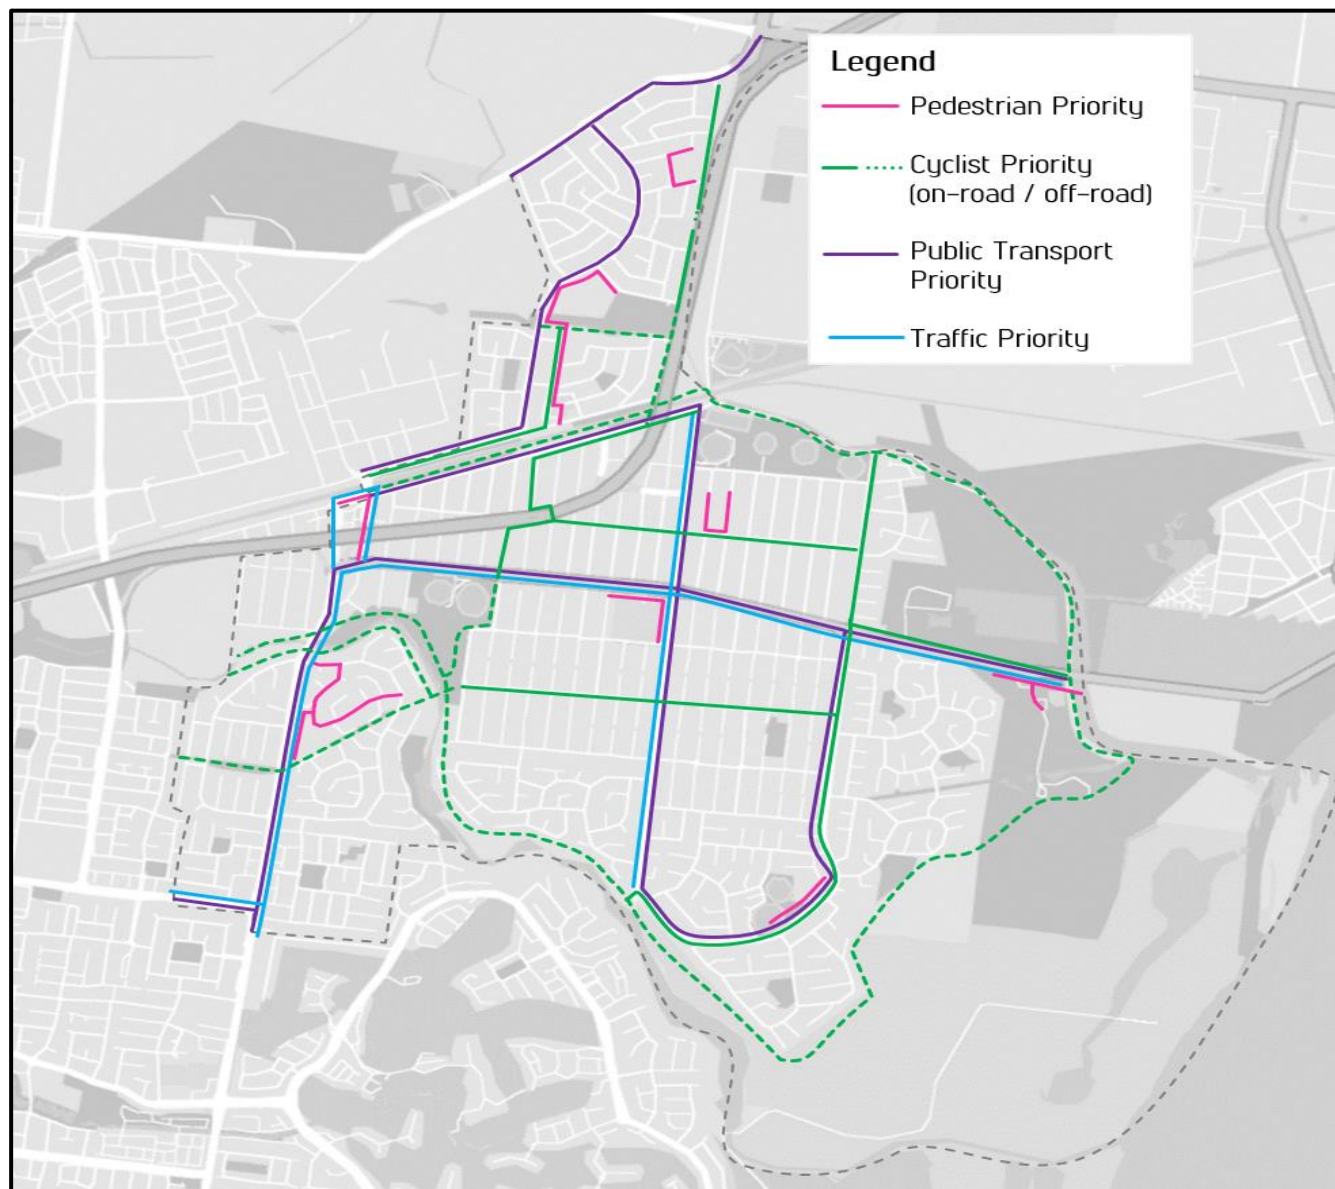 Legend
Pedestrian Priority
Cyclist Priority
(on-road / off-road)
Public Transport
Priority
Traffic Priority